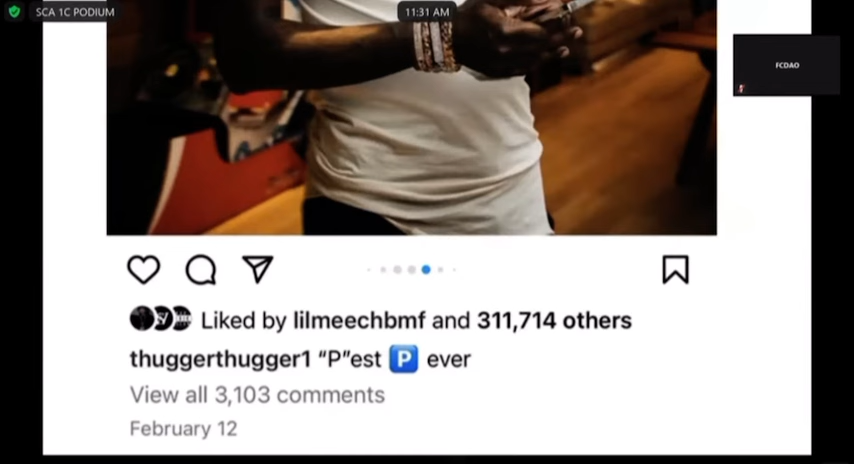 SCA 1C PODIUM
11:31 AM
FCDAO
Liked by lilmeechbmf and 311,714 others
thuggerthugger1 “P”est 🅿️ ever
View all 3,103 comments
February 12